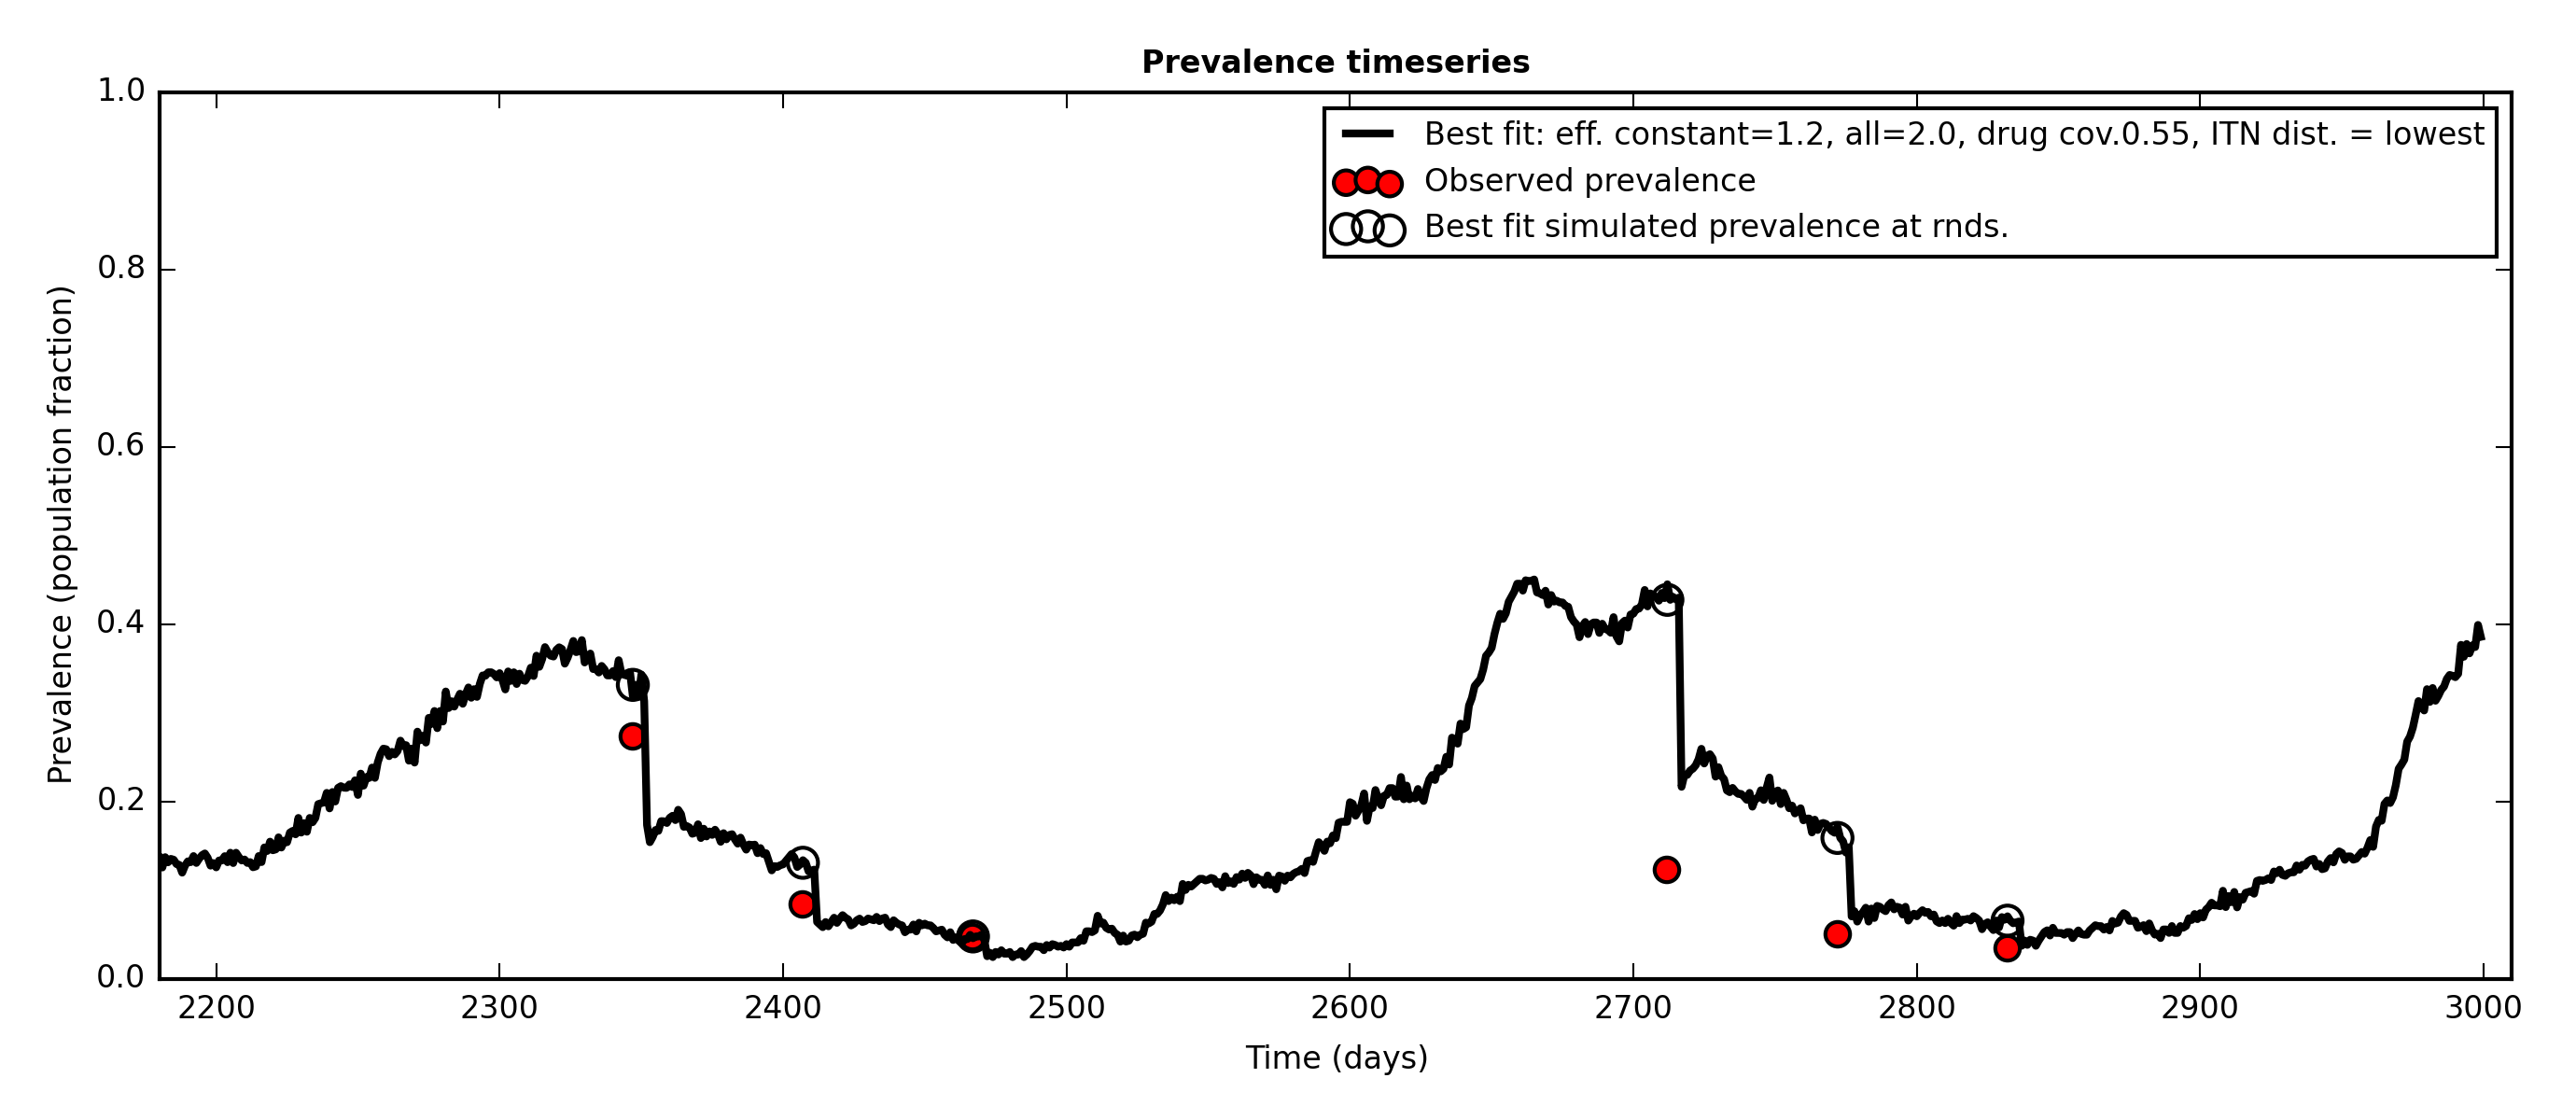 Prevalence timeseries
1.0
0.8
0.6
0.4
0.2
0.0
Prevalence (population fraction)
Best fit: eff. constant=1.2, all=2.0, drug cov.0.55, ITN dist. = lowest
Observed prevalence
Best fit simulated prevalence at rnds.
2200 2300 2400 2500 2600 2700 2800 2900 3000
Time (days)